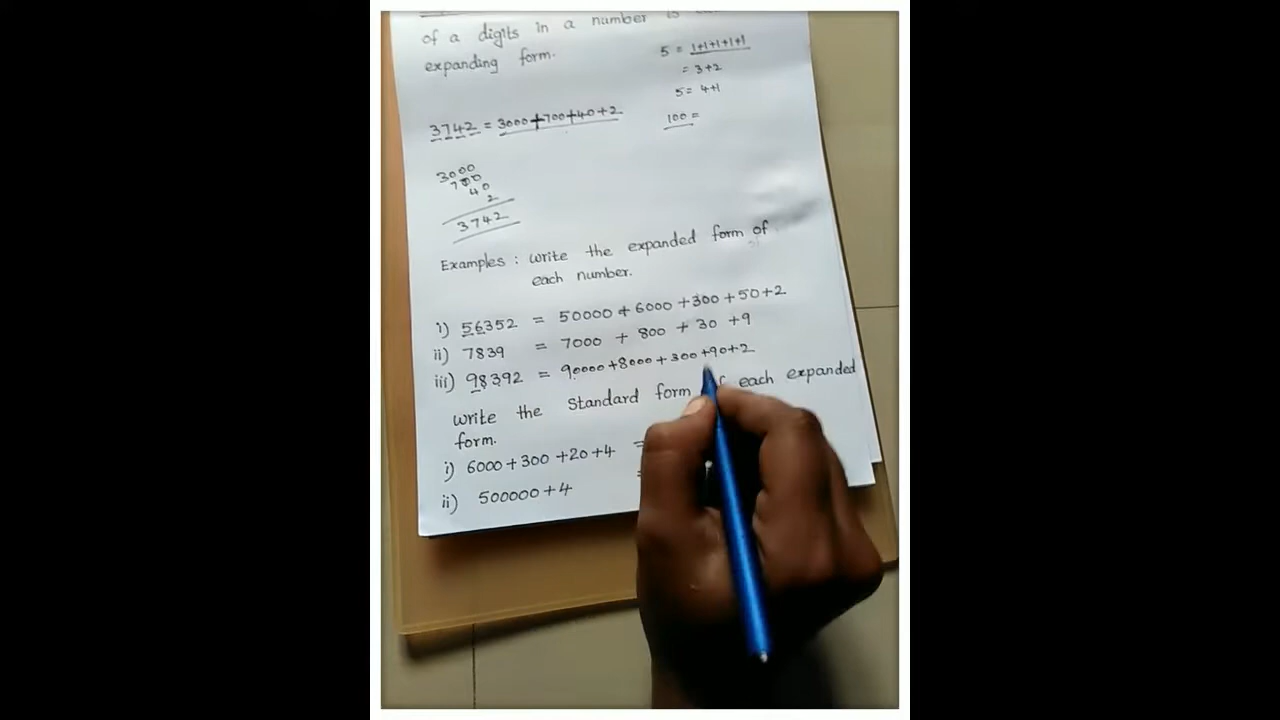 of a digits in a number is
expanding form.
5 = 1+1+1+1+1
= 3+2
5 = 4+1
100 =
3742 = 3000+700+40+2
3000
700
40
2
3742
Examples : write the expanded form of
each number.
i) 56352 = 50000 + 6000 +300 +50+2
ii) 7839 = 7000 + 800 + 30 +9
iii) 98392 = 90000+8000+300+90+2
write the Standard form each expanded
form.
i) 6000+300 +20+4 =
ii) 500000+4 =